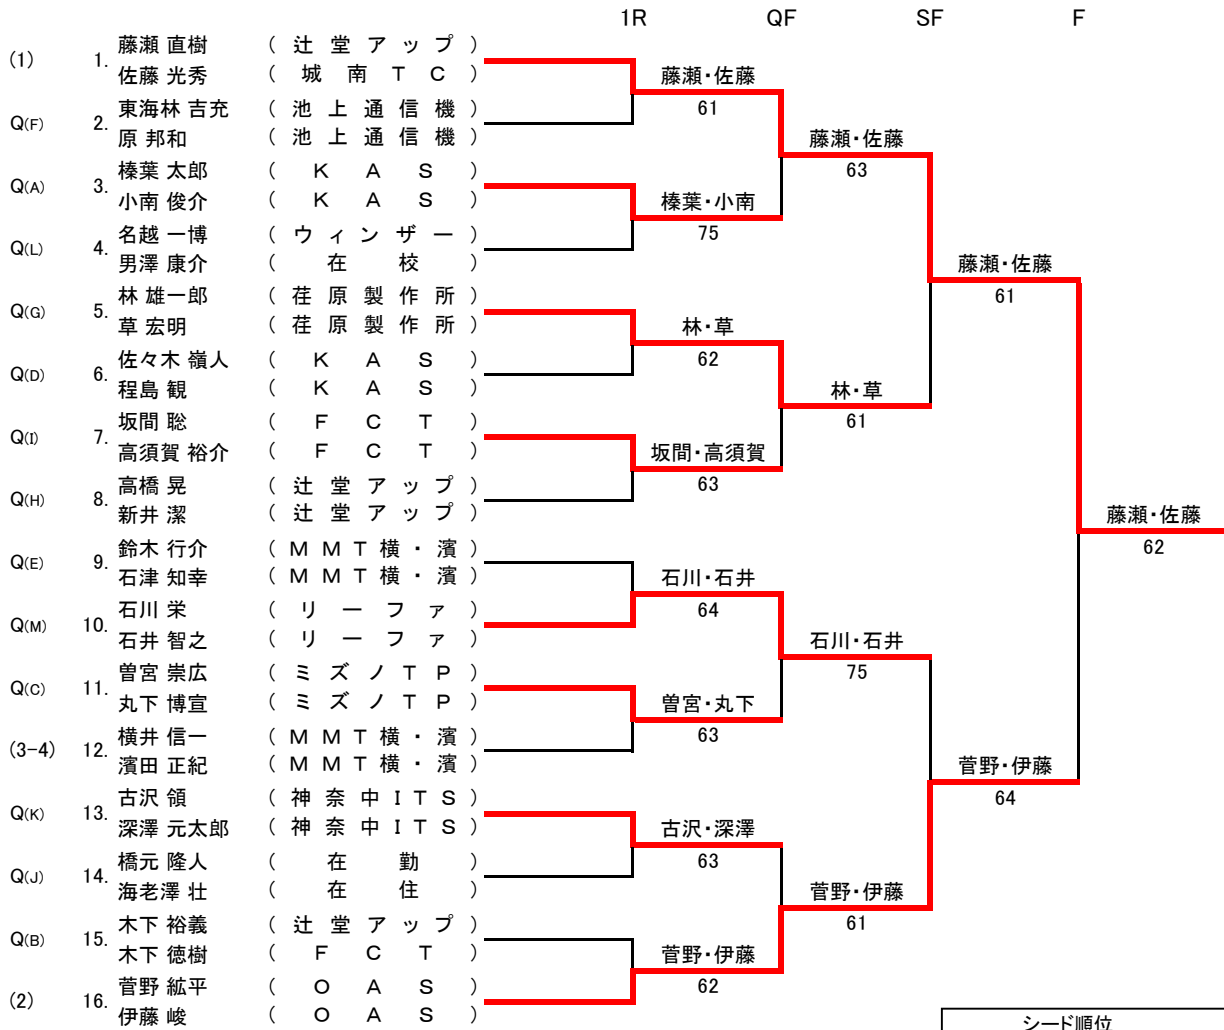 1R QF SF F
(1) 1. 藤瀬 直樹 ( 辻 堂 ア ッ プ )
佐藤 光秀 ( 城 南 T C )
Q(F) 2. 東海林 吉充 ( 池 上 通 信 機 )
原 邦和 ( 池 上 通 信 機 )
Q(A) 3. 榛葉 太郎 ( K A S )
小南 俊介 ( K A S )
Q(L) 4. 名越 一博 ( ウ ィ ン ザ ー )
男澤 康介 ( 在 校 )
Q(G) 5. 林 雄一郎 ( 荏 原 製 作 所 )
草 宏明 ( 荏 原 製 作 所 )
Q(D) 6. 佐々木 嶺人 ( K A S )
程島 観 ( K A S )
Q(I) 7. 坂間 聡 ( F C T )
高須賀 裕介 ( F C T )
Q(H) 8. 高橋 晃 ( 辻 堂 ア ッ プ )
新井 潔 ( 辻 堂 ア ッ プ )
Q(E) 9. 鈴木 行介 ( M M T 横 ・ 濱 )
石津 知幸 ( M M T 横 ・ 濱 )
Q(M) 10. 石川 栄 ( リ ー フ ァ )
石井 智之 ( リ ー フ ァ )
Q(C) 11. 曽宮 崇広 ( ミ ズ ノ T P )
丸下 博宣 ( ミ ズ ノ T P )
(3-4) 12. 横井 信一 ( M M T 横 ・ 濱 )
濱田 正紀 ( M M T 横 ・ 濱 )
Q(K) 13. 古沢 領 ( 神 奈 中 I T S )
深澤 元太郎 ( 神 奈 中 I T S )
Q(J) 14. 橋元 隆人 ( 在 勤 )
海老澤 壮 ( 在 住 )
Q(B) 15. 木下 裕義 ( 辻 堂 ア ッ プ )
木下 徳樹 ( F C T )
(2) 16. 菅野 紘平 ( O A S )
伊藤 峻 ( O A S )
藤瀬・佐藤
61
榛葉・小南
75
林・草
62
坂間・高須賀
63
石川・石井
64
曽宮・丸下
63
古沢・深澤
63
菅野・伊藤
62
藤瀬・佐藤
63
林・草
61
石川・石井
75
菅野・伊藤
61
藤瀬・佐藤
61
菅野・伊藤
64
藤瀬・佐藤
62
シード順位